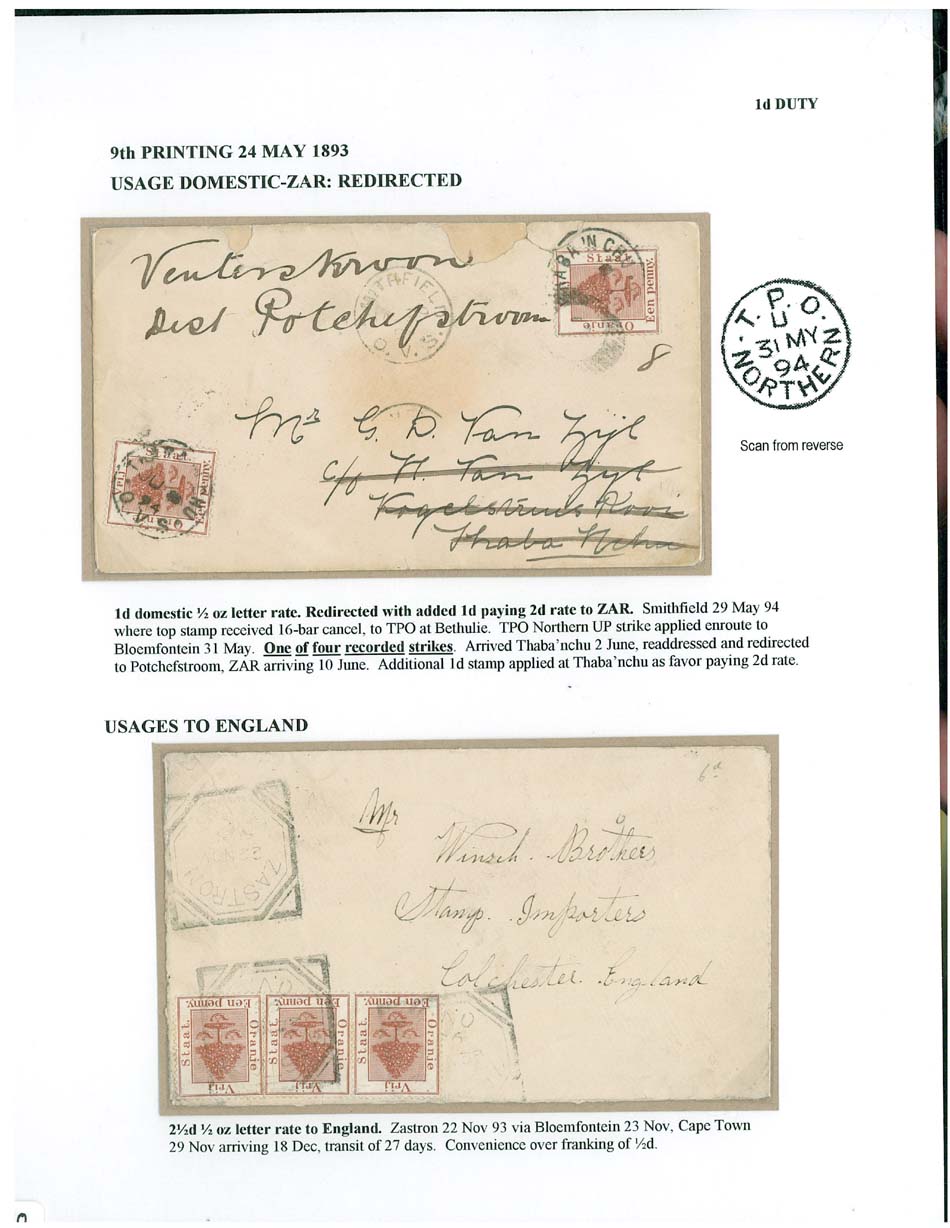 1d DUTY
9th PRINTING 24 MAY 1893
USAGE DOMESTIC-ZAR: REDIRECTED
Venterskroon
Dist Potchefstroom
SMITHFIELD
O.V.S.
THABA'N CHU
Staat.
Een penny.
Oranje
8
T. P. O.
U
31 MY
94
NORTHERN
Scan from reverse
Mr G. D. Van Zijl
c/o H. Van Zijl
Thaba Nchu
Staat.
Vrij
Een penny.
1d domestic ½ oz letter rate. Redirected with added 1d paying 2d rate to ZAR. Smithfield 29 May 94
where top stamp received 16-bar cancel, to TPO at Bethulie. TPO Northern UP strike applied enroute to
Bloemfontein 31 May. One of four recorded strikes. Arrived Thaba'nchu 2 June, readdressed and redirected
to Potchefstroom, ZAR arriving 10 June. Additional 1d stamp applied at Thaba'nchu as favor paying 2d rate.
USAGES TO ENGLAND
6d
Mr
Winsch. Brothers
Stamp. Importers
Colchester. England
ZASTRON
Een penny. Een penny. Een penny.
Staat. Oranje Staat. Oranje Staat. Oranje
Vrij Vrij Vrij
2½d ½ oz letter rate to England. Zastron 22 Nov 93 via Bloemfontein 23 Nov, Cape Town
29 Nov arriving 18 Dec, transit of 27 days. Convenience over franking of ½d.